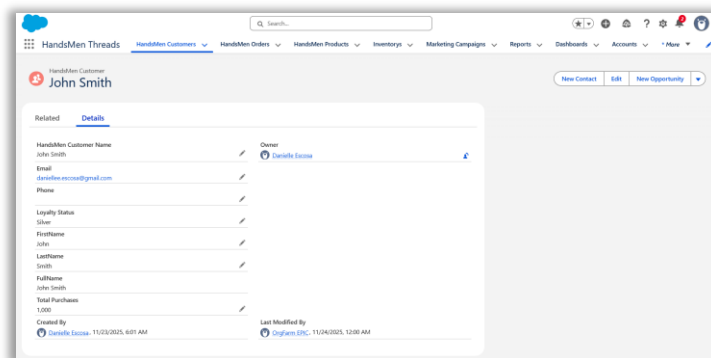 Search...
HandsMen Threads HandsMen Customers HandsMen Orders HandsMen Products Inventorys Marketing Campaigns Reports Dashboards Accounts * More
HandsMen Customer
John Smith
New Contact Edit New Opportunity
Related Details
HandsMen Customer Name
John Smith
Owner
Danielle Escosa
Email
daniellee.escosa@gmail.com
Phone
Loyalty Status
Silver
FirstName
John
LastName
Smith
FullName
John Smith
Total Purchases
1,000
Created By
Danielle Escosa, 11/23/2025, 6:01 AM
Last Modified By
OrgFarm EPIC, 11/24/2025, 12:00 AM